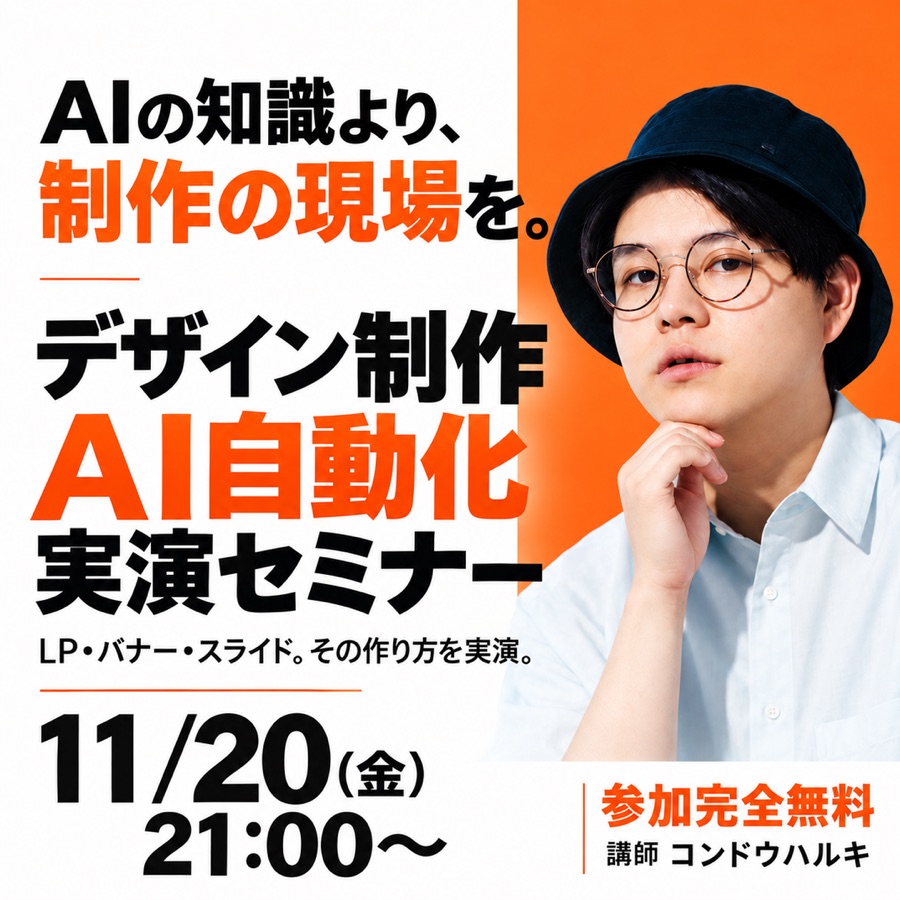 AIの知識より、
制作の現場を。
デザイン制作
AI自動化
実演セミナー
LP・バナー・スライド。その作り方を実演。
11/20(金)
21:00〜
参加完全無料
講師 コンドウハルキ